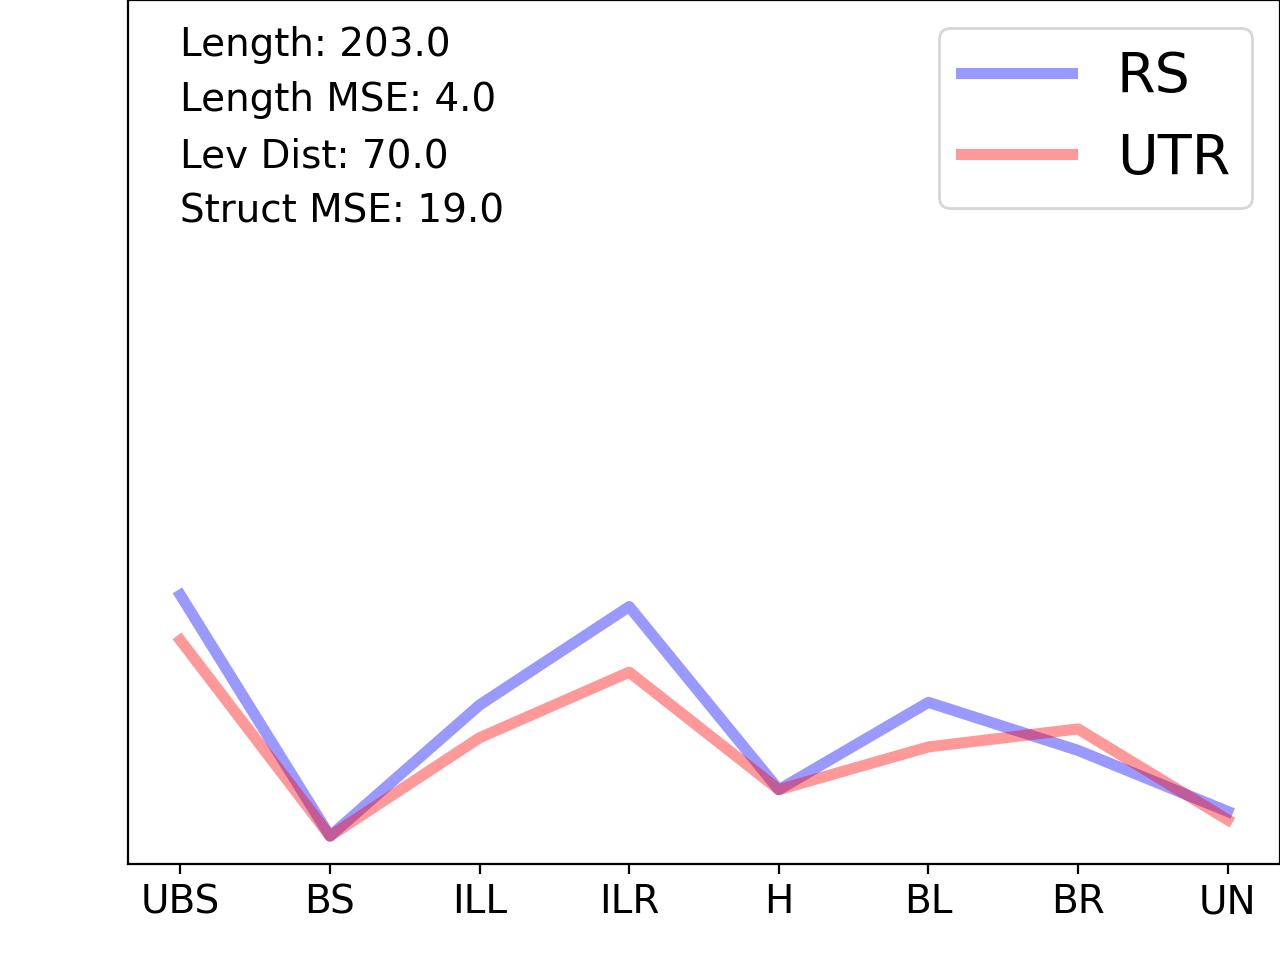 Length: 203.0
Length MSE: 4.0
Lev Dist: 70.0
Struct MSE: 19.0
RS
UTR
UBS BS ILL ILR H BL BR UN